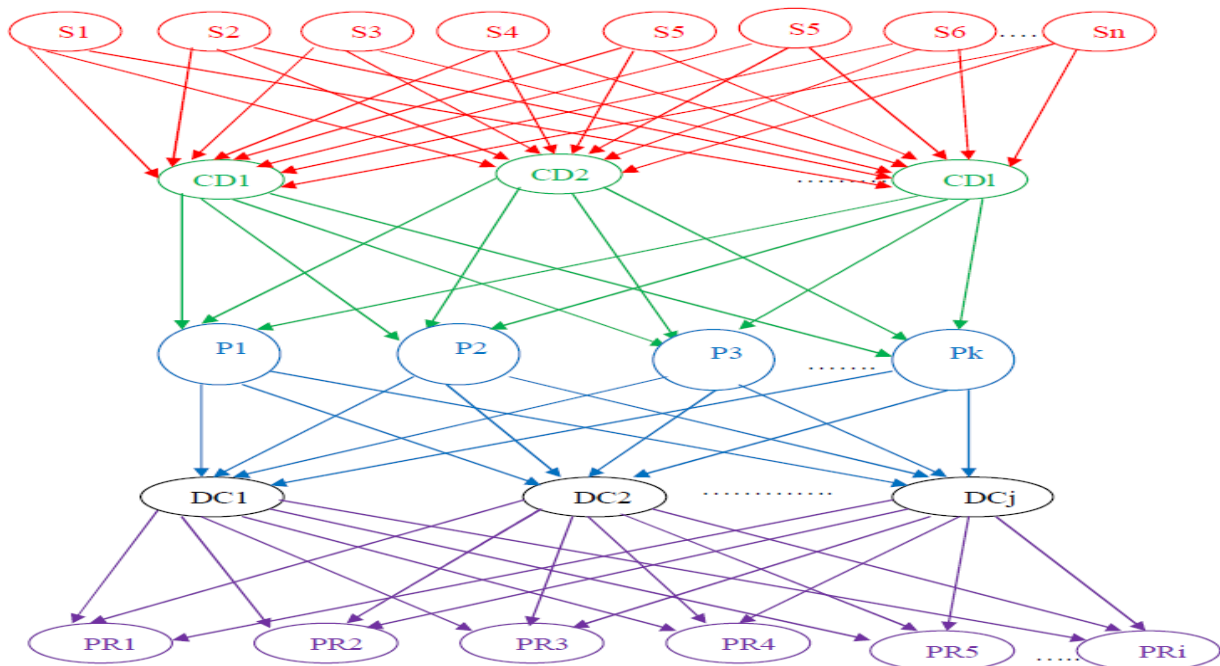 S1 S2 S3 S4 S5 S5 S6 ..... Sn
CD1 CD2 .......... CDl
P1 P2 P3 ....... Pk
DC1 DC2 ............. DCj
PR1 PR2 PR3 PR4 PR5 ..... PRi